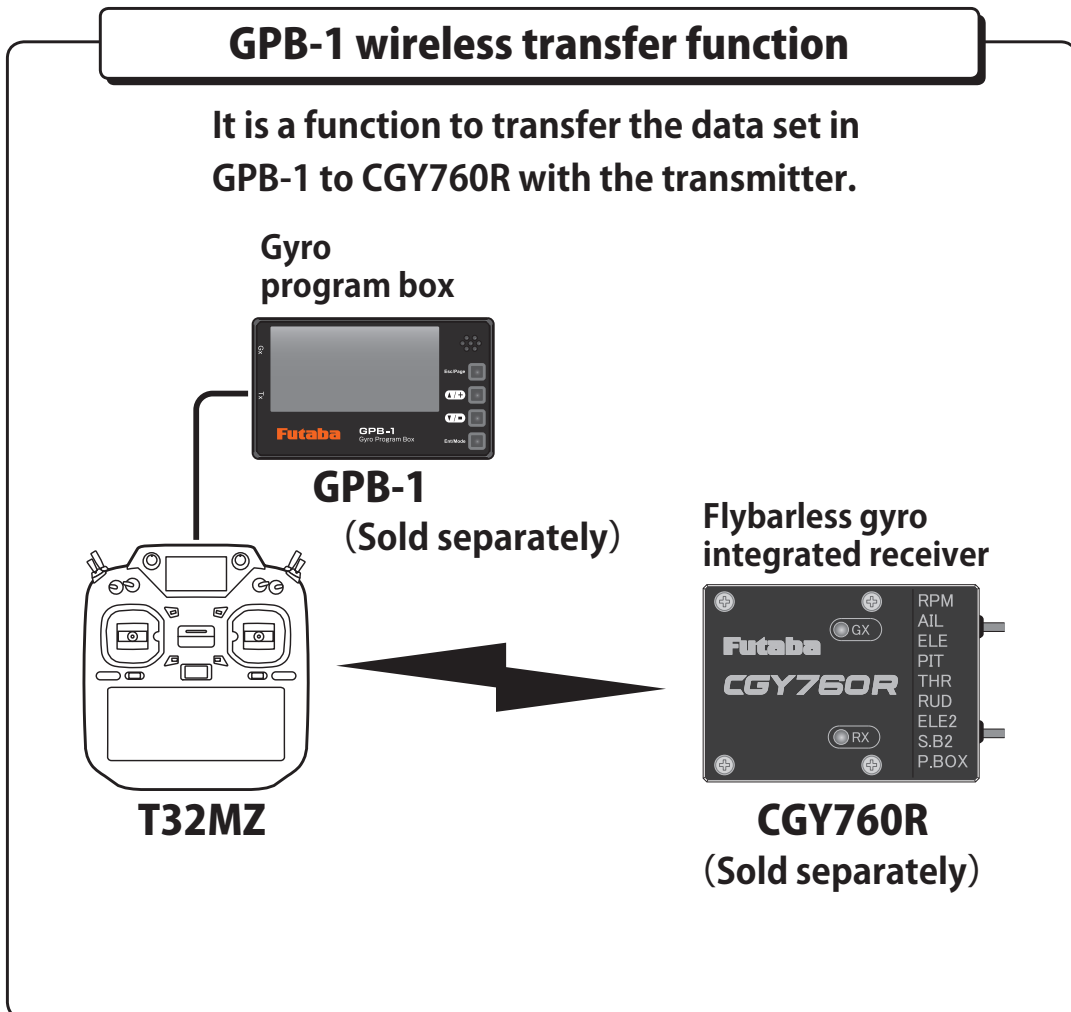 GPB-1 wireless transfer function
It is a function to transfer the data set in
GPB-1 to CGY760R with the transmitter.
Gyro
program box
Gx
Tx
Esc/Page
▲/+
▼/-
Ent/Mode
Futaba
GPB-1
Gyro Program Box
GPB-1
（Sold separately）
T32MZ
Flybarless gyro
integrated receiver
Futaba
CGY760R
GX
RX
RPM
AIL
ELE
PIT
THR
RUD
ELE2
S.B2
P.BOX
CGY760R
（Sold separately）